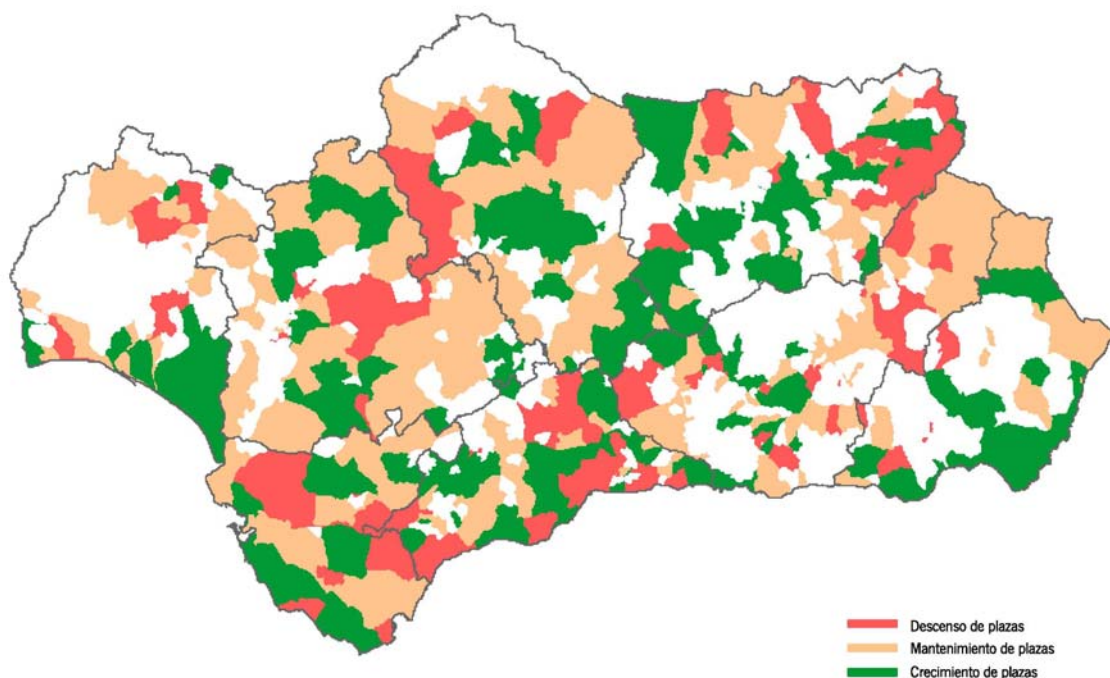 Descenso de plazas
Mantenimiento de plazas
Crecimiento de plazas